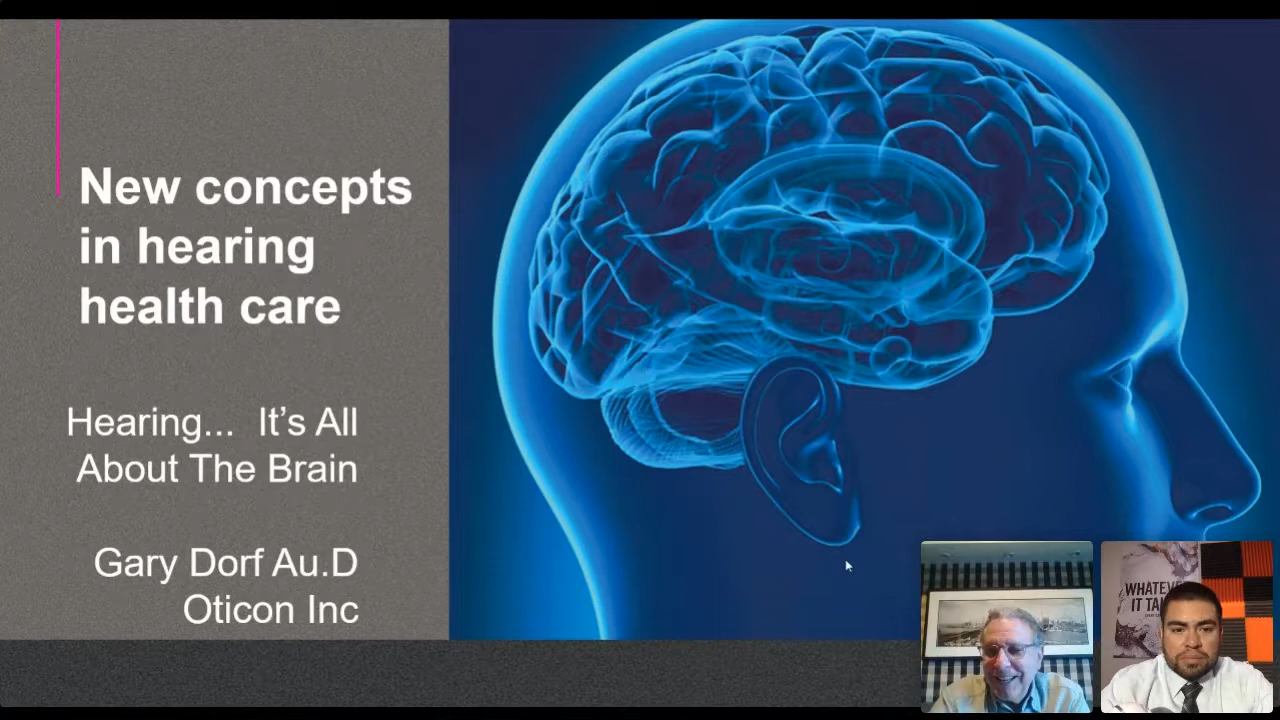 New concepts
in hearing
health care
Hearing... It's All
About The Brain
Gary Dorf Au.D
Oticon Inc